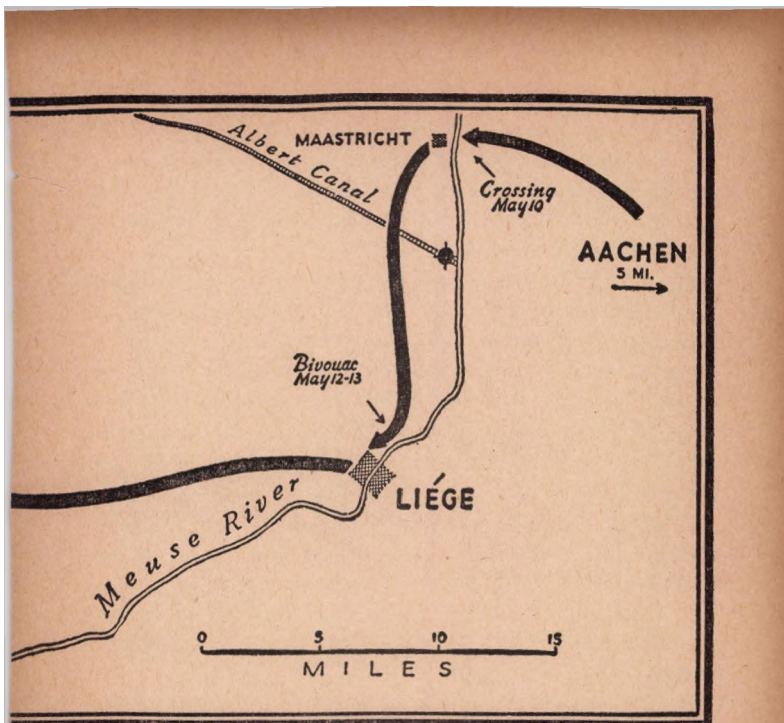 Albert Canal
MAASTRICHT
Crossing
May 10
AACHEN
5 MI.
Bivouac
May 12-13
LIÉGE
Meuse River
0 5 10 15
MILES